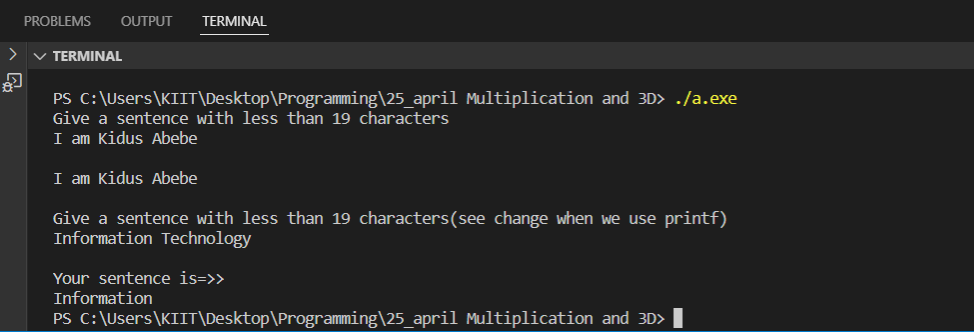 PROBLEMS OUTPUT TERMINAL
TERMINAL
PS C:\Users\KIIT\Desktop\Programming\25_april Multiplication and 3D> ./a.exe
Give a sentence with less than 19 characters
I am Kidus Abebe
I am Kidus Abebe
Give a sentence with less than 19 characters(see change when we use printf)
Information Technology
Your sentence is=>>
Information
PS C:\Users\KIIT\Desktop\Programming\25_april Multiplication and 3D>